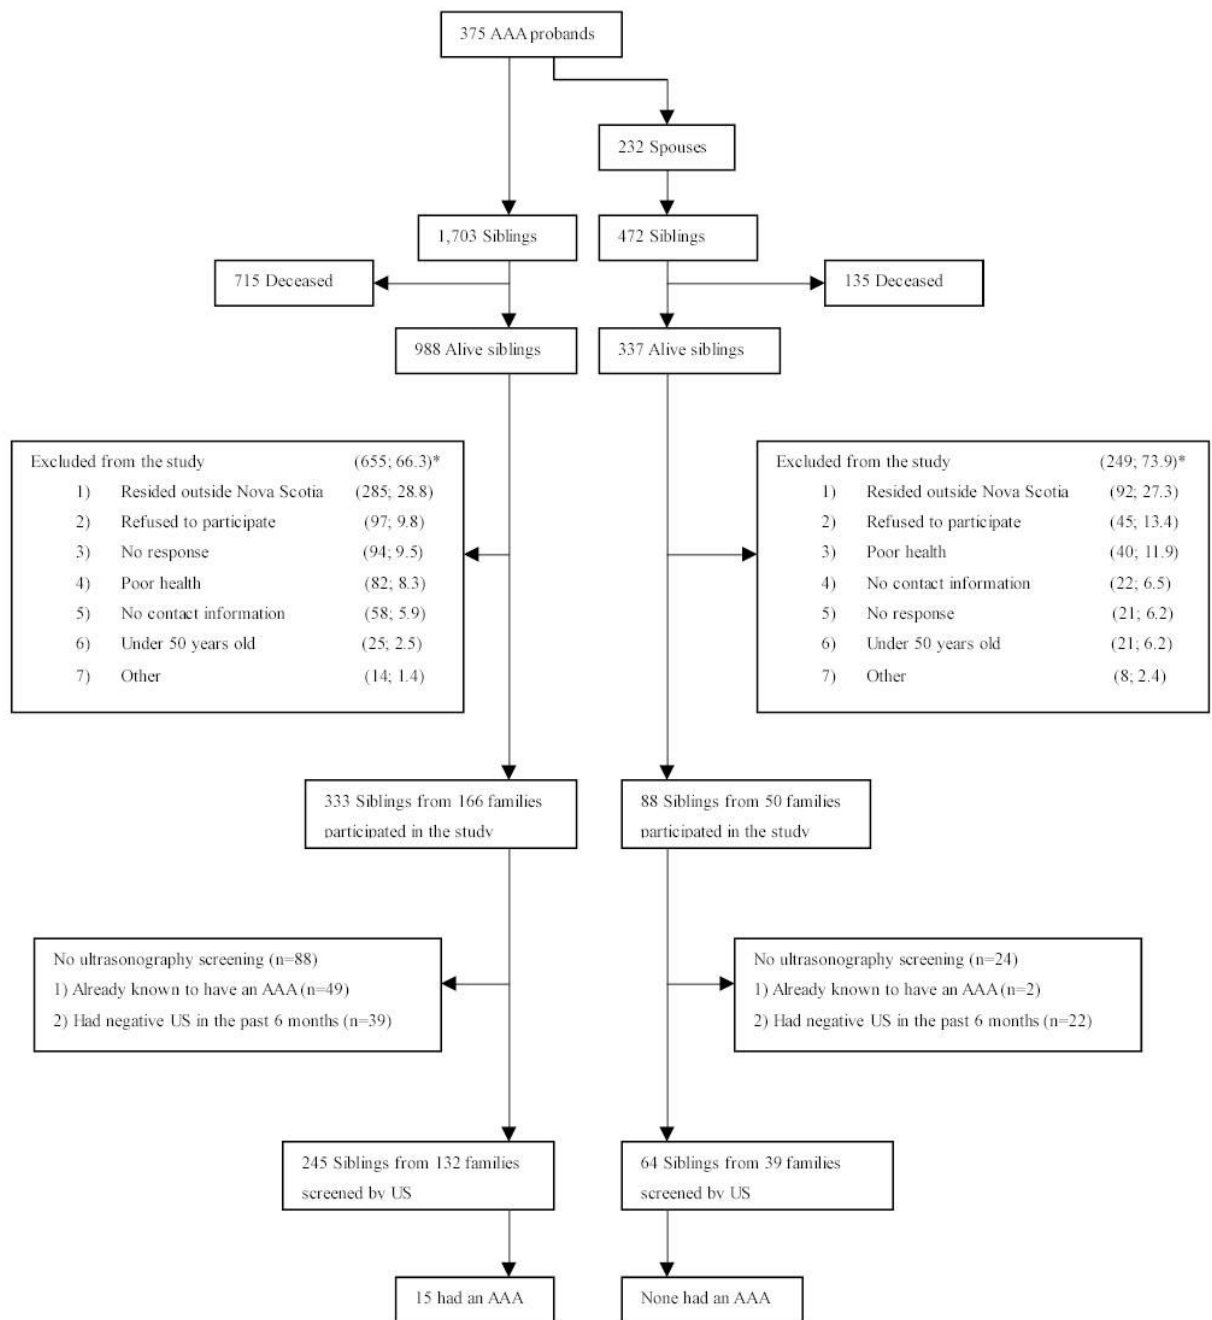 375 AAA probands
232 Spouses
1,703 Siblings
472 Siblings
715 Deceased
135 Deceased
988 Alive siblings
337 Alive siblings
Excluded from the study (655; 66.3)*
1) Resided outside Nova Scotia (285; 28.8)
2) Refused to participate (97; 9.8)
3) No response (94; 9.5)
4) Poor health (82; 8.3)
5) No contact information (58; 5.9)
6) Under 50 years old (25; 2.5)
7) Other (14; 1.4)
Excluded from the study (249; 73.9)*
1) Resided outside Nova Scotia (92; 27.3)
2) Refused to participate (45; 13.4)
3) Poor health (40; 11.9)
4) No contact information (22; 6.5)
5) No response (21; 6.2)
6) Under 50 years old (21; 6.2)
7) Other (8; 2.4)
333 Siblings from 166 families
participated in the study
88 Siblings from 50 families
participated in the study
No ultrasonography screening (n=88)
1) Already known to have an AAA (n=49)
2) Had negative US in the past 6 months (n=39)
No ultrasonography screening (n=24)
1) Already known to have an AAA (n=2)
2) Had negative US in the past 6 months (n=22)
245 Siblings from 132 families
screened by US
64 Siblings from 39 families
screened by US
15 had an AAA
None had an AAA